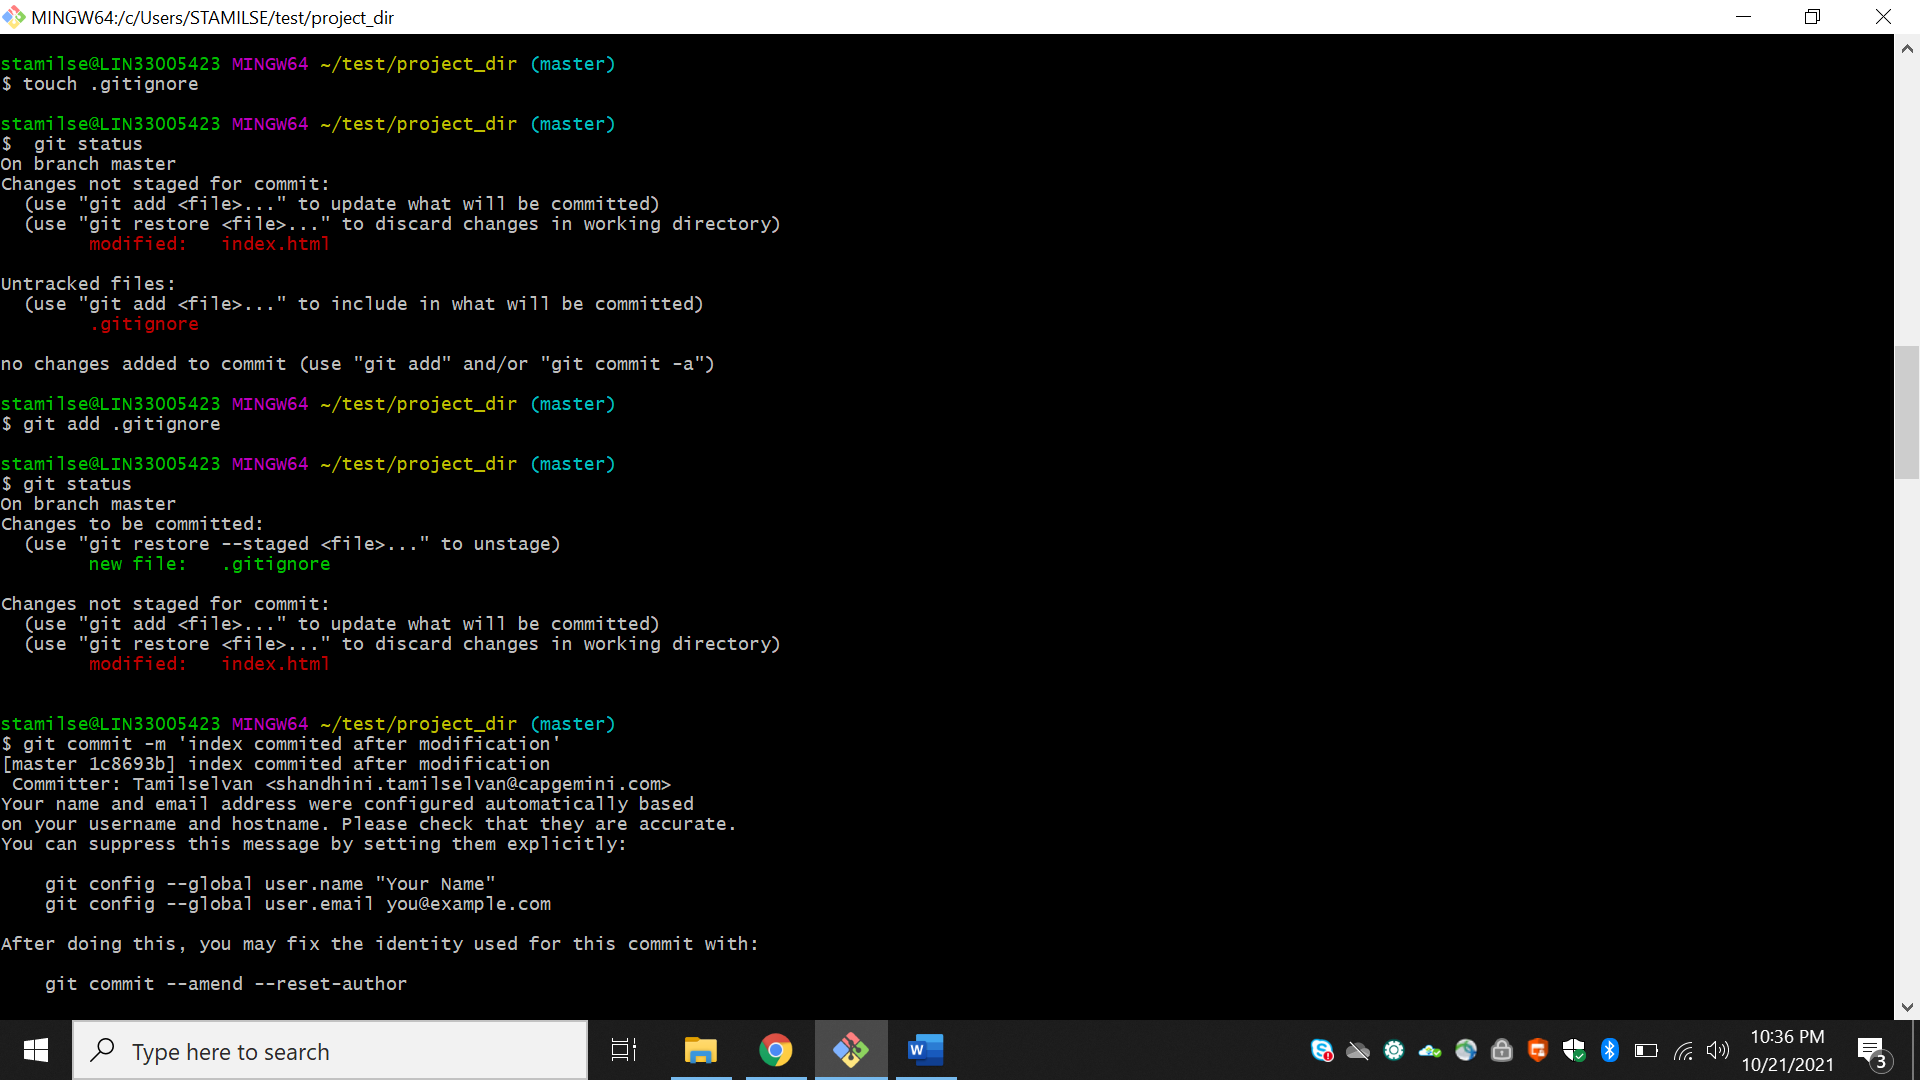 MINGW64:/c/Users/STAMILSE/test/project_dir
stamilse@LIN33005423 MINGW64 ~/test/project_dir (master)
$ touch .gitignore
stamilse@LIN33005423 MINGW64 ~/test/project_dir (master)
$  git status
On branch master
Changes not staged for commit:
  (use "git add <file>..." to update what will be committed)
  (use "git restore <file>..." to discard changes in working directory)
        modified:   index.html
Untracked files:
  (use "git add <file>..." to include in what will be committed)
        .gitignore
no changes added to commit (use "git add" and/or "git commit -a")
stamilse@LIN33005423 MINGW64 ~/test/project_dir (master)
$ git add .gitignore
stamilse@LIN33005423 MINGW64 ~/test/project_dir (master)
$ git status
On branch master
Changes to be committed:
  (use "git restore --staged <file>..." to unstage)
        new file:   .gitignore
Changes not staged for commit:
  (use "git add <file>..." to update what will be committed)
  (use "git restore <file>..." to discard changes in working directory)
        modified:   index.html
stamilse@LIN33005423 MINGW64 ~/test/project_dir (master)
$ git commit -m 'index commited after modification'
[master 1c8693b] index commited after modification
 Committer: Tamilselvan <shandhini.tamilselvan@capgemini.com>
Your name and email address were configured automatically based
on your username and hostname. Please check that they are accurate.
You can suppress this message by setting them explicitly:
    git config --global user.name "Your Name"
    git config --global user.email you@example.com
After doing this, you may fix the identity used for this commit with:
    git commit --amend --reset-author
Type here to search
W
10:36 PM
10/21/2021
3